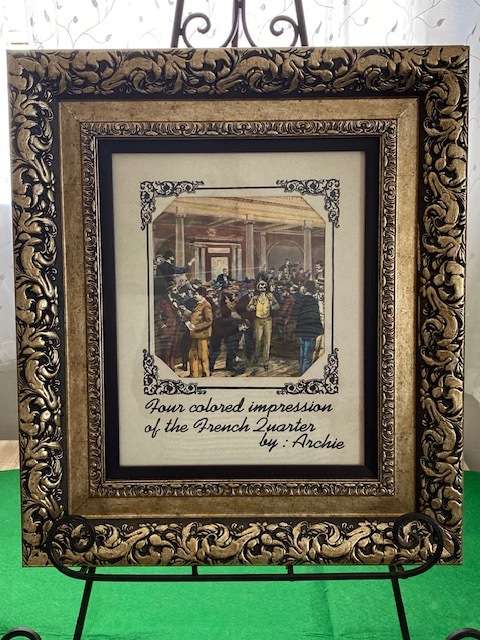 Four colored impression
of the French Quarter
by : Archie